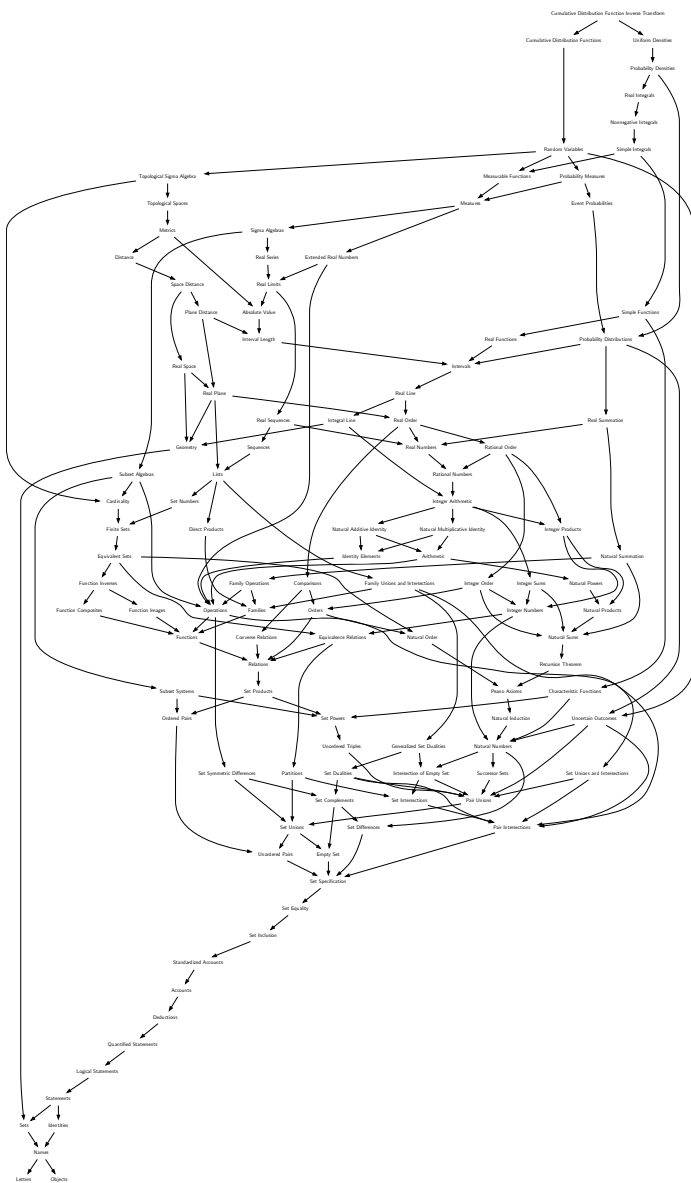 Cumulative Distribution Function Inverse Transform
Cumulative Distribution Functions Uniform Densities
Probability Densities
Real Integrals
Nonnegative Integrals
Random Variables Simple Integrals
Topological Sigma Algebra Measurable Functions Probability Measures
Topological Spaces Measures Event Probabilities
Metrics Sigma Algebras
Distance Real Series Extended Real Numbers
Space Distance Real Limits
Plane Distance Absolute Value Simple Functions
Interval Length Real Functions Probability Distributions
Real Space Intervals
Real Plane Real Line
Real Sequences Integral Line Real Order Real Summation
Geometry Sequences Real Numbers Rational Order
Subset Algebras Lists Rational Numbers
Cardinality Set Numbers Integer Arithmetic
Finite Sets Direct Products Natural Additive Identity Natural Multiplicative Identity Integer Products
Equivalent Sets Identity Elements Arithmetic Natural Summation
Function Inverses Family Operations Comparisons Family Unions and Intersections Integer Order Integer Sums Natural Powers
Function Composites Function Images Operations Families Orders Integer Numbers Natural Products
Functions Converse Relations Equivalence Relations Natural Order Natural Sums
Relations Recursion Theorem
Subset Systems Set Products Peano Axioms Characteristic Functions
Ordered Pairs Set Powers Natural Induction Uncertain Outcomes
Unordered Triples Generalized Set Dualities Natural Numbers
Set Symmetric Differences Partitions Set Dualities Intersection of Empty Set Successor Sets Set Unions and Intersections
Set Complements Set Intersections Pair Unions
Set Unions Set Differences Pair Intersections
Unordered Pairs Empty Set
Set Specification
Set Equality
Set Inclusion
Standardized Accounts
Accounts
Deductions
Quantified Statements
Logical Statements
Statements
Sets Identities
Names
Letters Objects